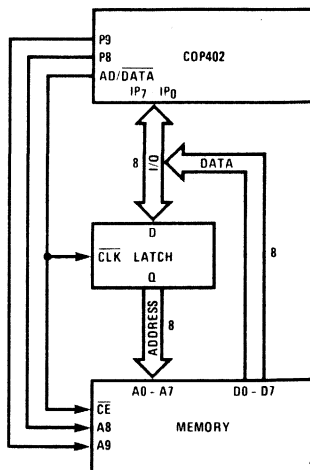 P9
COP402
P8
AD/DATA
IP7 IP0
8
I/O
DATA
D
8
CLK LATCH
Q
ADDRESS
8
A0 - A7
D0 - D7
CE
A8
MEMORY
A9